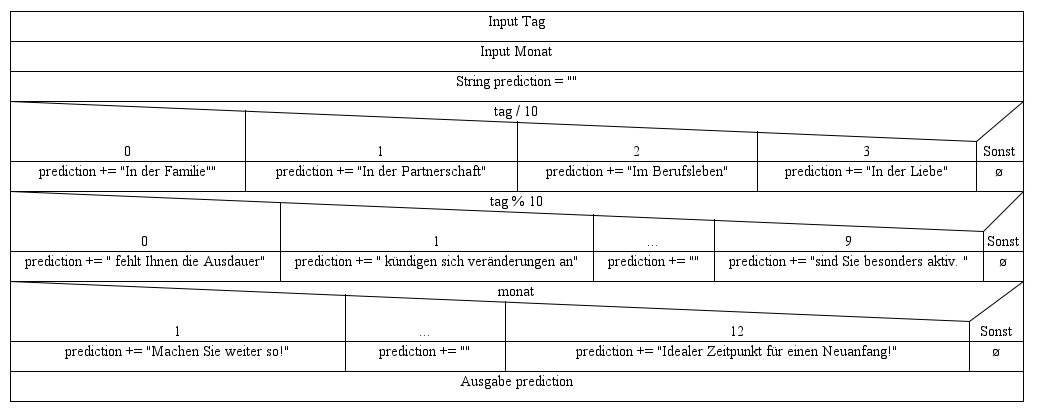 Input Tag
Input Monat
String prediction = ""
tag / 10
0 1 2 3 Sonst
prediction += "In der Familie"" prediction += "In der Partnerschaft" prediction += "Im Berufsleben" prediction += "In der Liebe" ø
tag % 10
0 1 ... 9 Sonst
prediction += " fehlt Ihnen die Ausdauer" prediction += " kündigen sich veränderungen an" prediction += "" prediction += "sind Sie besonders aktiv. " ø
monat
1 ... 12 Sonst
prediction += "Machen Sie weiter so!" prediction += "" prediction += "Idealer Zeitpunkt für einen Neuanfang!" ø
Ausgabe prediction